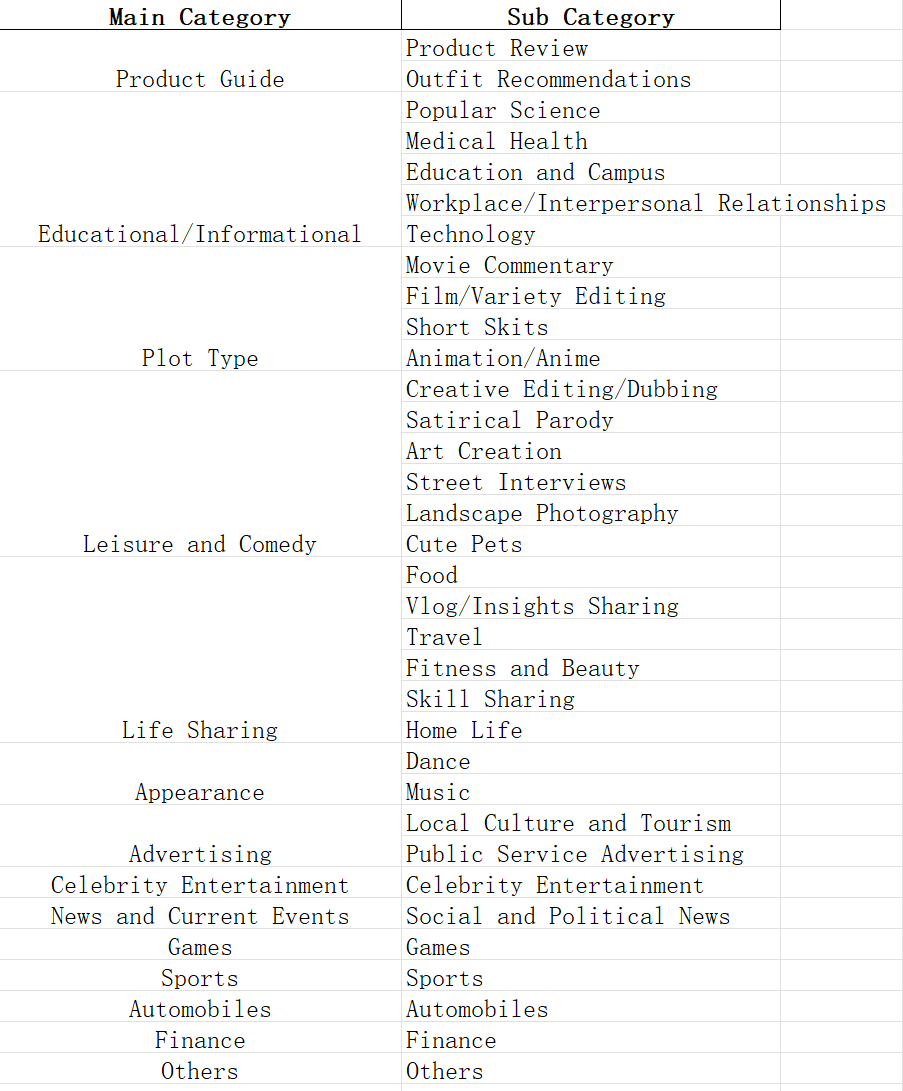 Main Category Sub Category
Product Review
Product Guide Outfit Recommendations
Popular Science
Medical Health
Education and Campus
Workplace/Interpersonal Relationships
Educational/Informational Technology
Movie Commentary
Film/Variety Editing
Short Skits
Plot Type Animation/Anime
Creative Editing/Dubbing
Satirical Parody
Art Creation
Street Interviews
Landscape Photography
Leisure and Comedy Cute Pets
Food
Vlog/Insights Sharing
Travel
Fitness and Beauty
Skill Sharing
Life Sharing Home Life
Dance
Appearance Music
Local Culture and Tourism
Advertising Public Service Advertising
Celebrity Entertainment Celebrity Entertainment
News and Current Events Social and Political News
Games Games
Sports Sports
Automobiles Automobiles
Finance Finance
Others Others